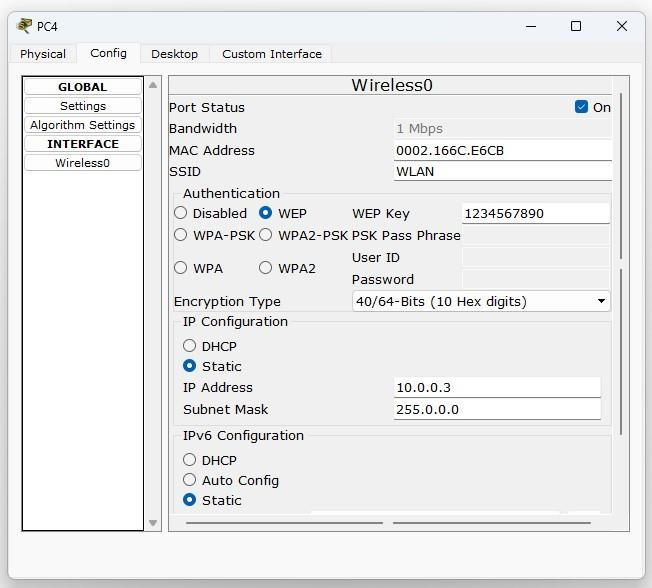 PC4
Physical Config Desktop Custom Interface
GLOBAL
Settings
Algorithm Settings
INTERFACE
Wireless0
Wireless0
Port Status On
Bandwidth 1 Mbps
MAC Address 0002.166C.E6CB
SSID WLAN
Authentication
Disabled WEP WEP Key 1234567890
WPA-PSK WPA2-PSK PSK Pass Phrase
User ID
WPA WPA2
Password
Encryption Type 40/64-Bits (10 Hex digits)
IP Configuration
DHCP
Static
IP Address 10.0.0.3
Subnet Mask 255.0.0.0
IPv6 Configuration
DHCP
Auto Config
Static